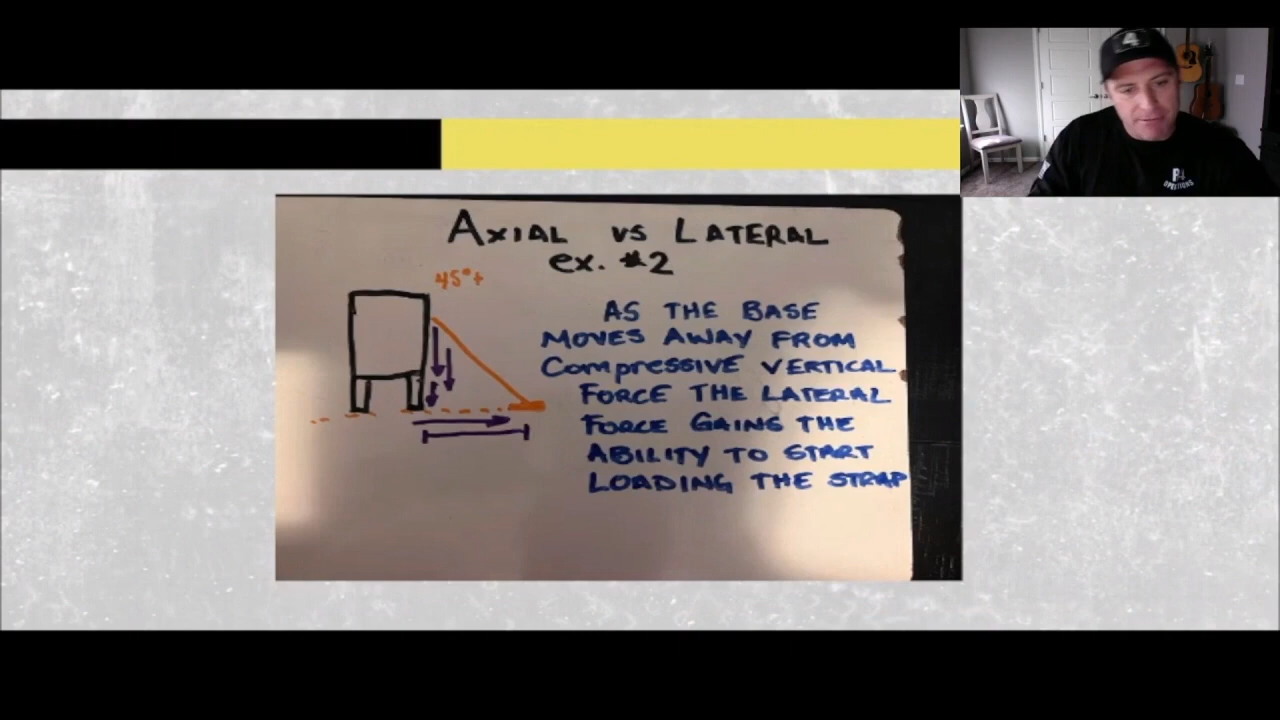 4
AXIAL VS LATERAL
ex. #2
45°+
AS THE BASE
MOVES AWAY FROM
COMPRESSIVE VERTICAL
FORCE THE LATERAL
FORCE GAINS THE
ABILITY TO START
LOADING THE STRAP